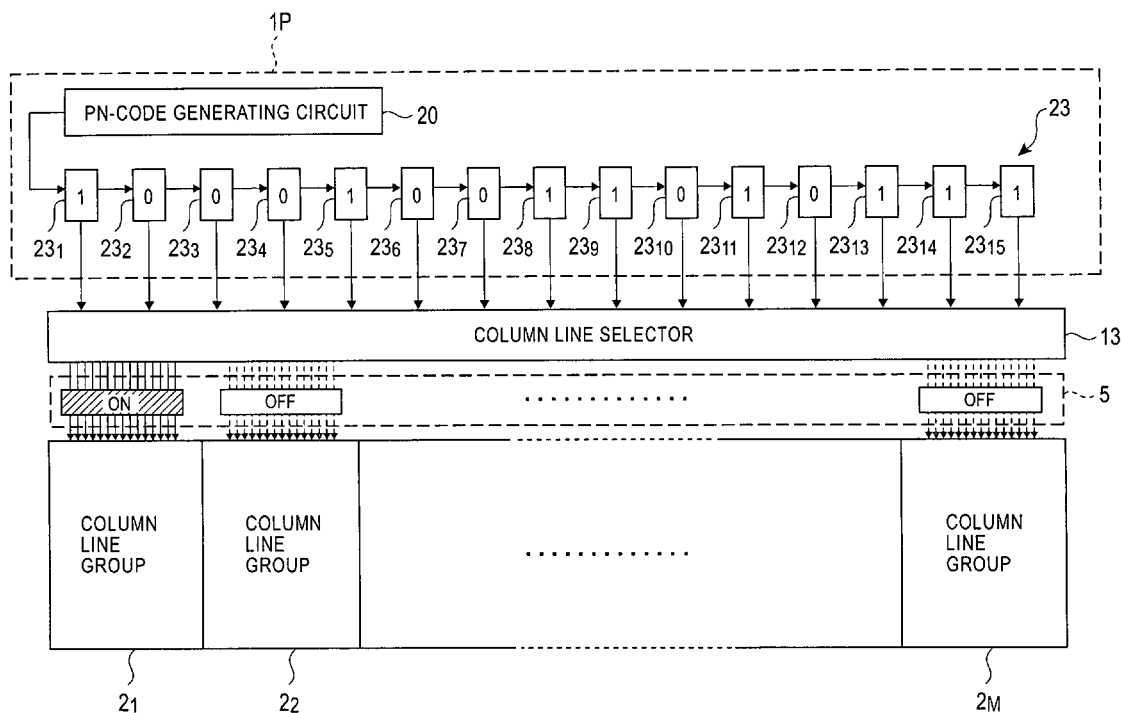 1P
PN-CODE GENERATING CIRCUIT
20
23
1 0 0 0 1 0 0 1 1 0 1 0 1 1 1
23₁ 23₂ 23₃ 23₄ 23₅ 23₆ 23₇ 23₈ 23₉ 23₁₀ 23₁₁ 23₁₂ 23₁₃ 23₁₄ 23₁₅
COLUMN LINE SELECTOR
13
ON OFF ............ OFF
5
COLUMN COLUMN COLUMN
LINE LINE ............ LINE
GROUP GROUP GROUP
2₁ 2₂ 2M